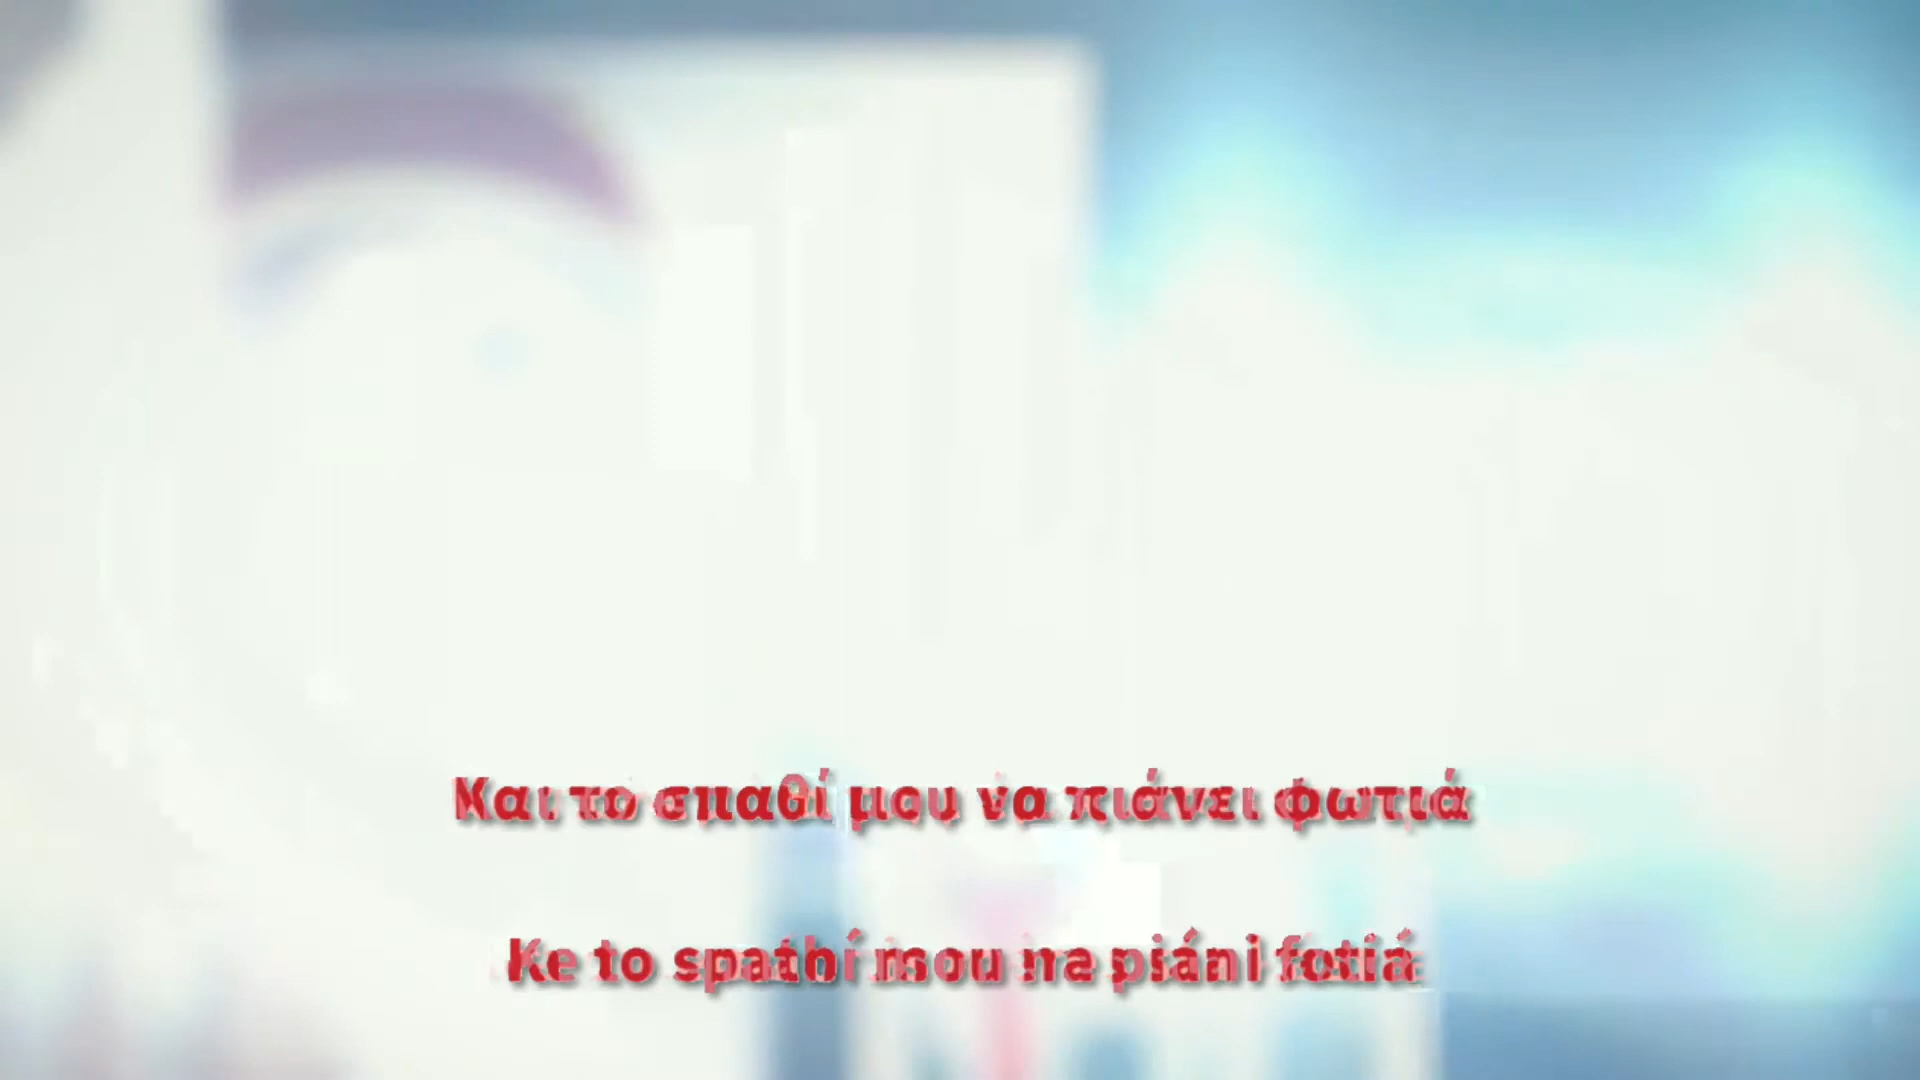 Και το σπαθί μου να πιάνει φωτιά
Ke to spathí mou na piáni fotiá